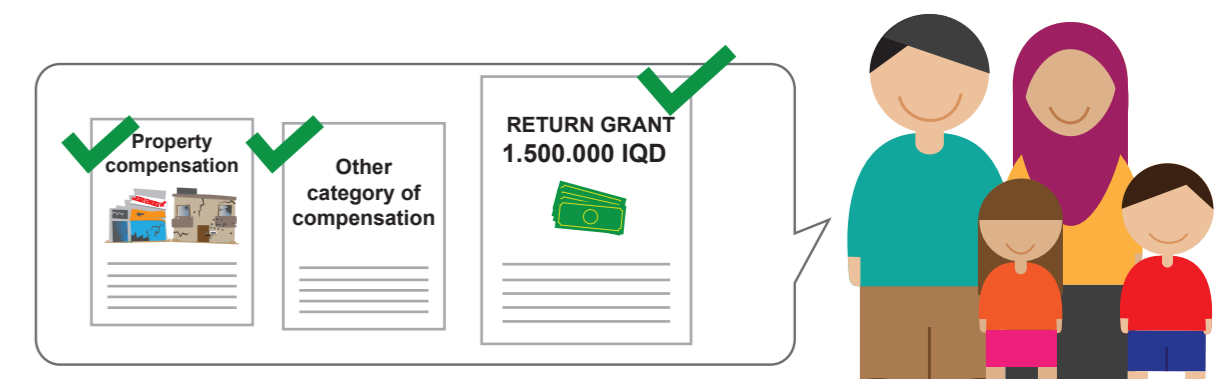 Property
compensation
Other
category of
compensation
RETURN GRANT
1.500.000 IQD